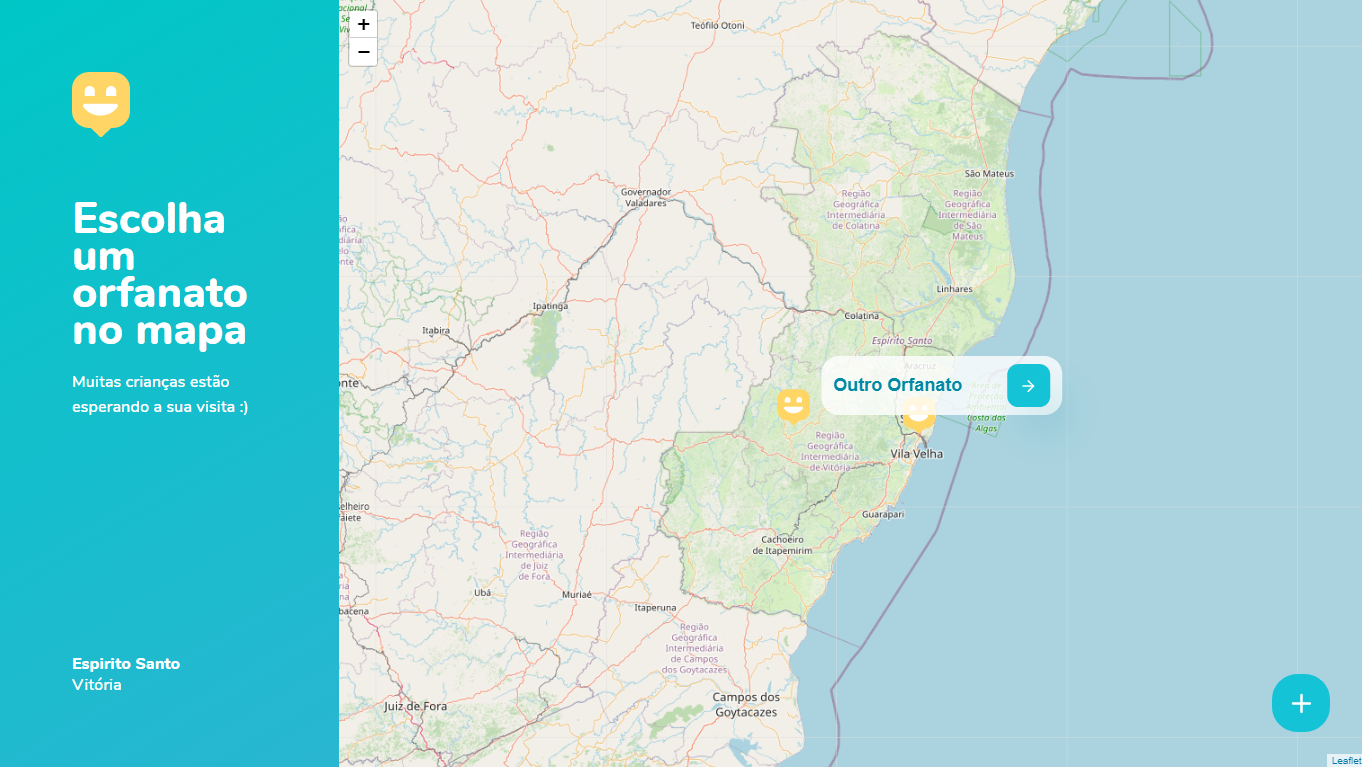 Escolha
um
orfanato
no mapa
Muitas crianças estão
esperando a sua visita :)
Espirito Santo
Vitória
+
−
Teófilo Otoni
São Mateus
Governador
Valadares
Região
Geográfica
Intermediária
de Colatina
Região
Geográfica
Intermediária
de São
Mateus
Linhares
Ipatinga
Colatina
Itabira
Espírito Santo
Aracruz
Outro Orfanato
Área de
Proteção
Costa das
Algas
Região
Geográfica
Intermediária
de Vitória
Vila Velha
Guarapari
Cachoeiro
de Itapemirim
Região
Geográfica
Intermediária
de Juiz
de Fora
Ubá
Muriaé
Itaperuna
Região
Geográfica
Intermediária
de Campos
dos Goytacazes
Juiz de Fora
Campos dos
Goytacazes
Leaflet